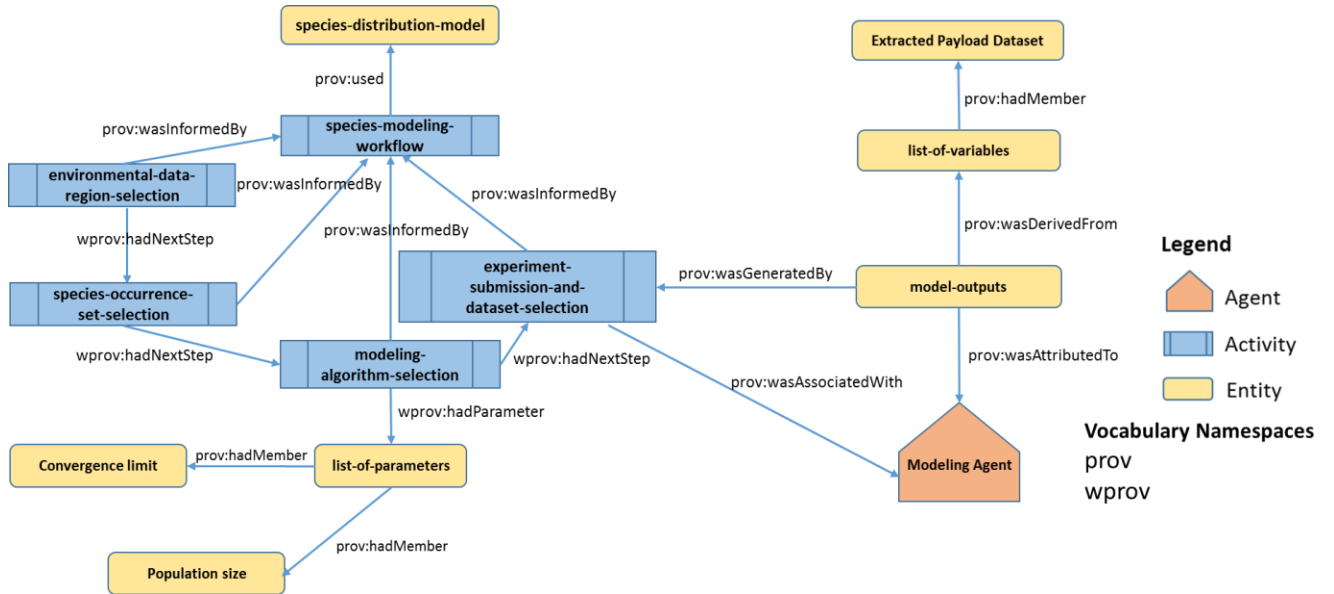 species-distribution-model
Extracted Payload Dataset
prov:used
prov:hadMember
prov:wasInformedBy
species-modeling-
workflow
list-of-variables
environmental-data-
region-selection
prov:wasInformedBy
prov:wasInformedBy
prov:wasDerivedFrom
wprov:hadNextStep
prov:wasInformedBy
Legend
experiment-
submission-and-
dataset-selection
prov:wasGeneratedBy
model-outputs
Agent
species-occurrence-
set-selection
Activity
wprov:hadNextStep
modeling-
algorithm-selection
wprov:hadNextStep
prov:wasAttributedTo
prov:wasAssociatedWith
Entity
wprov:hadParameter
Vocabulary Namespaces
prov
wprov
Convergence limit
prov:hadMember
list-of-parameters
Modeling Agent
prov:hadMember
Population size